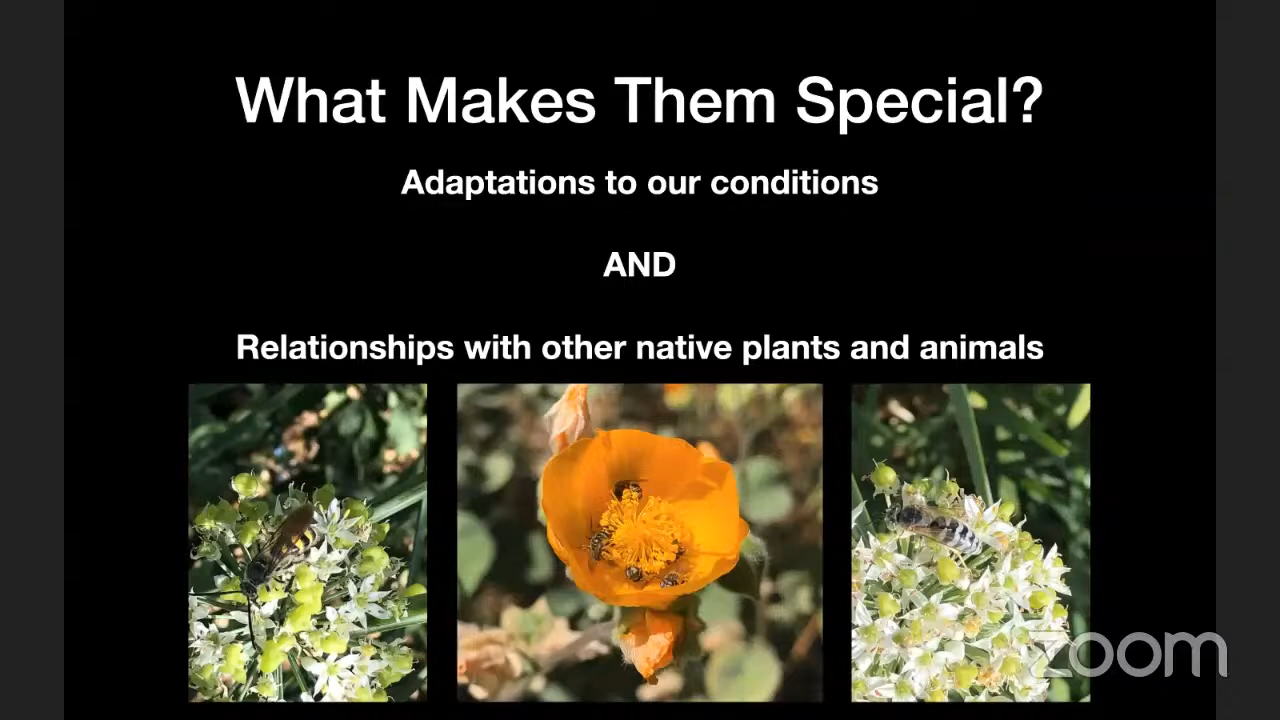 What Makes Them Special?
Adaptations to our conditions
AND
Relationships with other native plants and animals
zoom